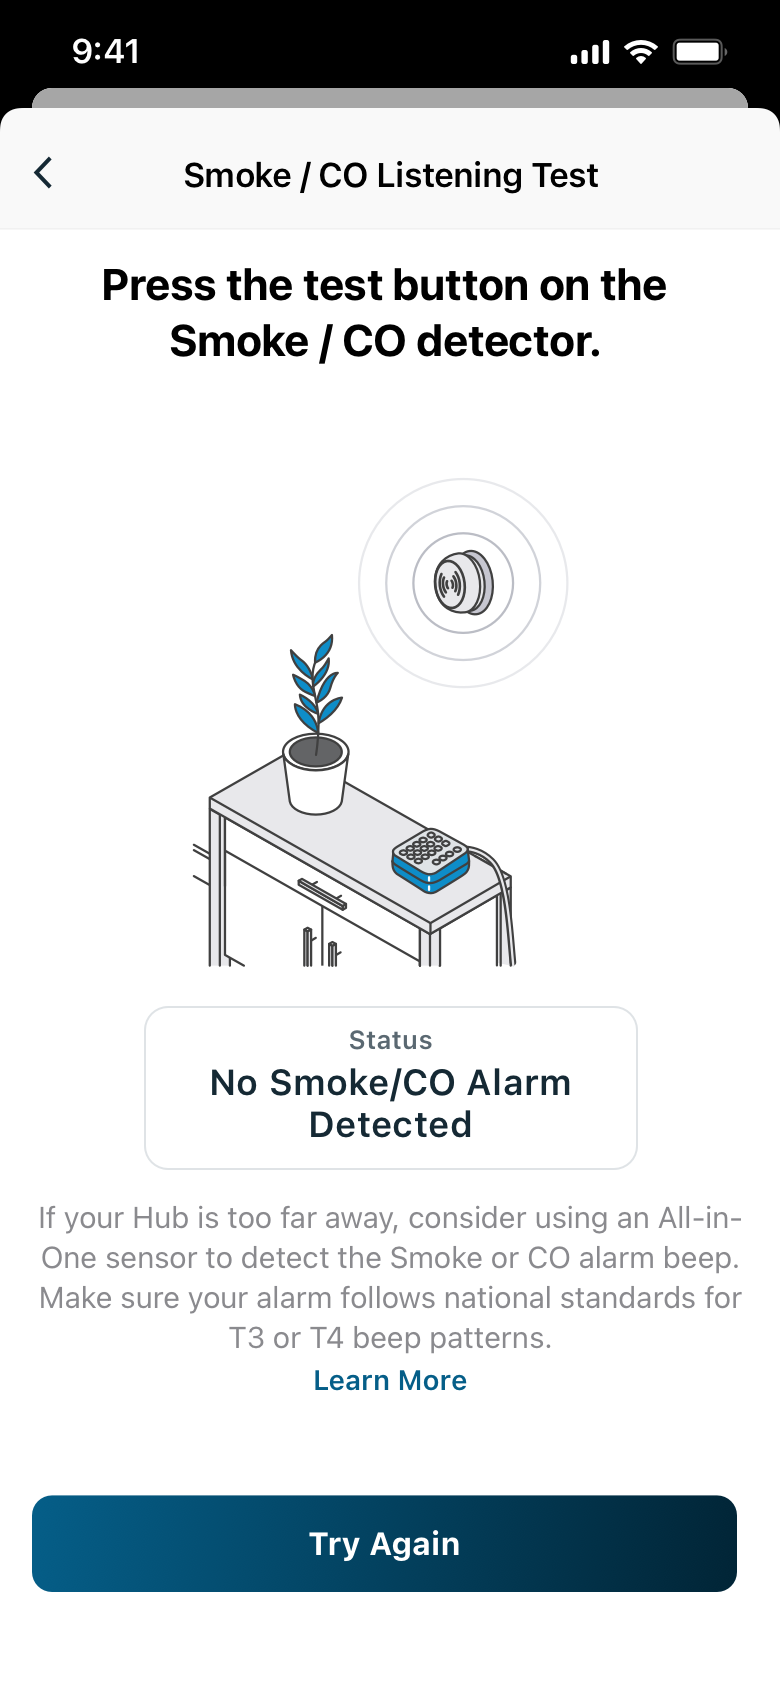 9:41
Smoke / CO Listening Test
Press the test button on the
Smoke / CO detector.
Status
No Smoke/CO Alarm
Detected
If your Hub is too far away, consider using an All-in-
One sensor to detect the Smoke or CO alarm beep.
Make sure your alarm follows national standards for
T3 or T4 beep patterns.
Learn More
Try Again